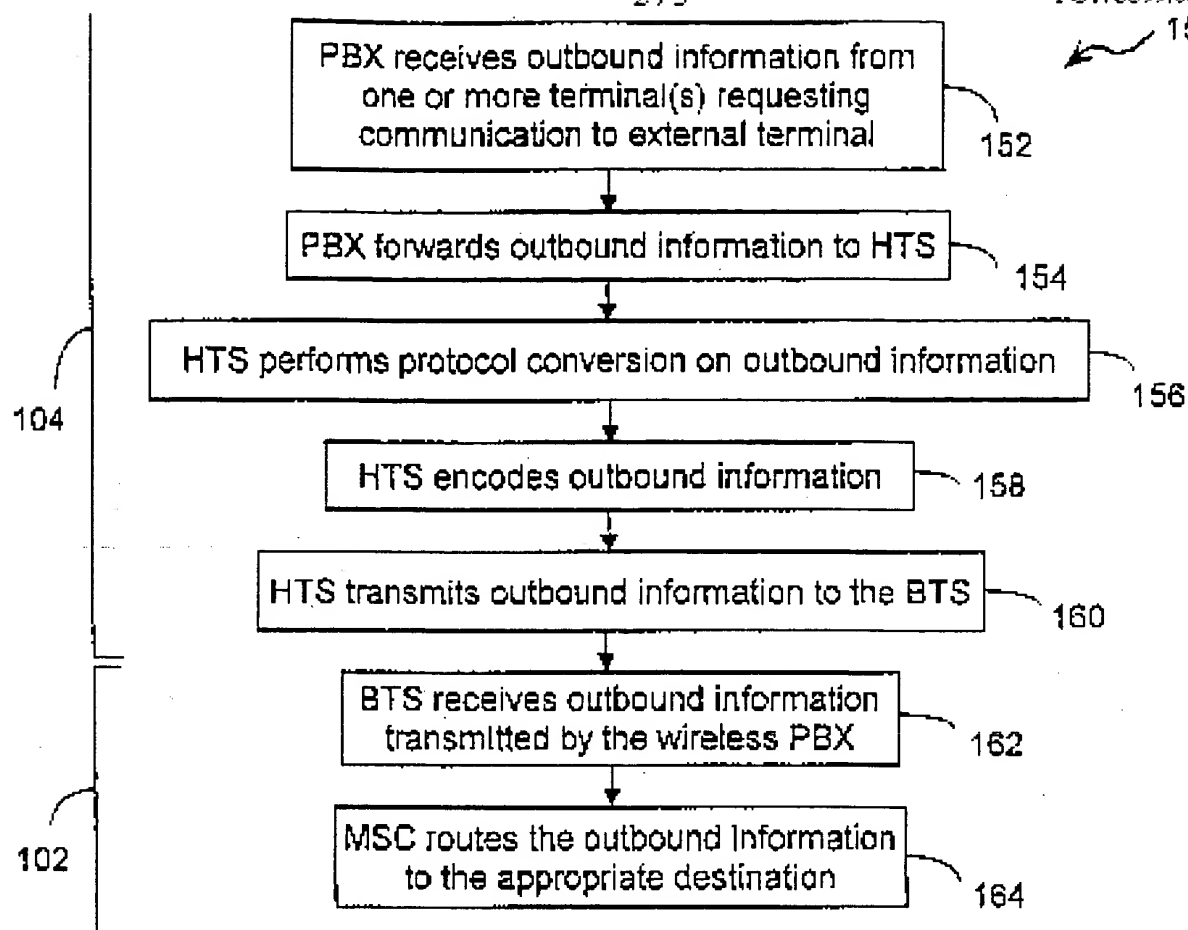 PBX receives outbound information from
one or more terminal(s) requesting
communication to external terminal
152
PBX forwards outbound information to HTS
154
HTS performs protocol conversion on outbound information
156
104
HTS encodes outbound information
158
HTS transmits outbound information to the BTS
160
BTS receives outbound information
transmitted by the wireless PBX
162
102
MSC routes the outbound information
to the appropriate destination
164